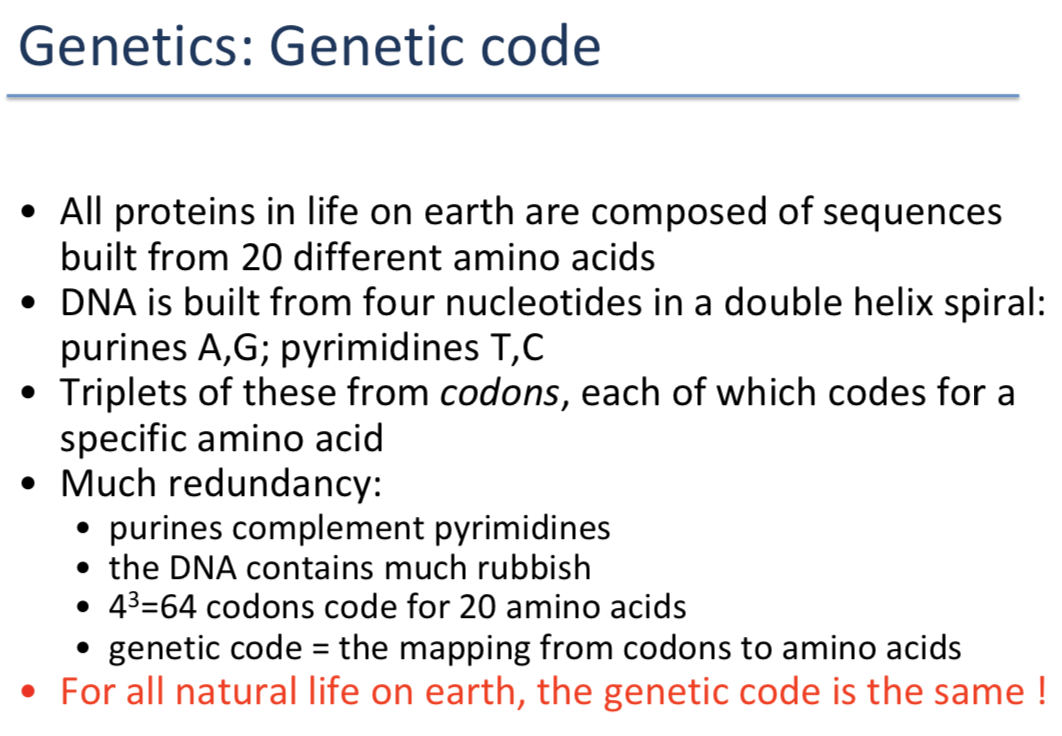 Genetics: Genetic code
• All proteins in life on earth are composed of sequences
built from 20 different amino acids
• DNA is built from four nucleotides in a double helix spiral:
purines A,G; pyrimidines T,C
• Triplets of these from codons, each of which codes for a
specific amino acid
• Much redundancy:
• purines complement pyrimidines
• the DNA contains much rubbish
• 4³=64 codons code for 20 amino acids
• genetic code = the mapping from codons to amino acids
• For all natural life on earth, the genetic code is the same !